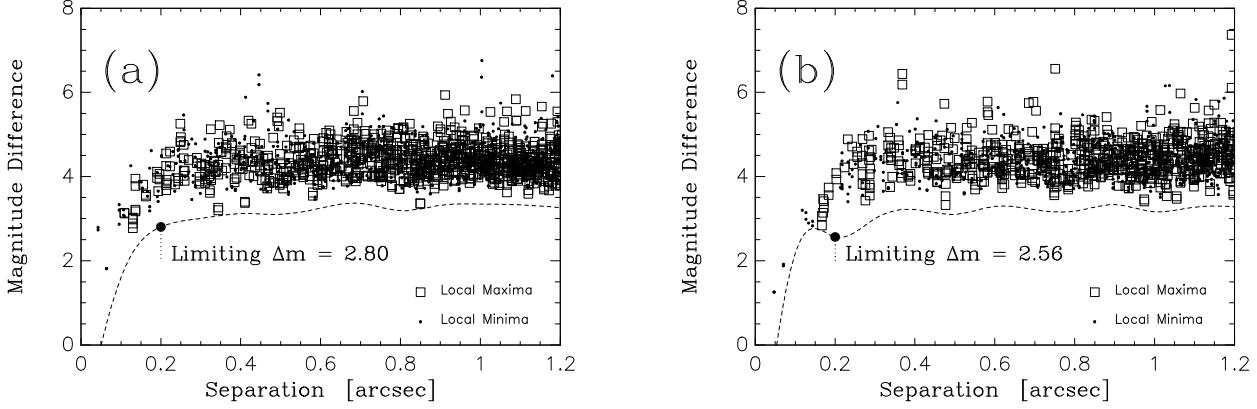 8
6
4
2
0
Magnitude Difference
(a)
Limiting Δm = 2.80
Local Maxima
Local Minima
0 0.2 0.4 0.6 0.8 1 1.2
Separation [arcsec]
8
6
4
2
0
Magnitude Difference
(b)
Limiting Δm = 2.56
Local Maxima
Local Minima
0 0.2 0.4 0.6 0.8 1 1.2
Separation [arcsec]